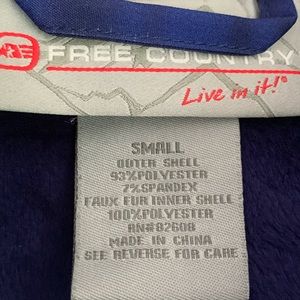 FREE COUNTRY
Live in it!®
SMALL
OUTER SHELL
93%POLYESTER
7%SPANDEX
FAUX FUR INNER SHELL
100%POLYESTER
RN#82608
MADE IN CHINA
SEE REVERSE FOR CARE